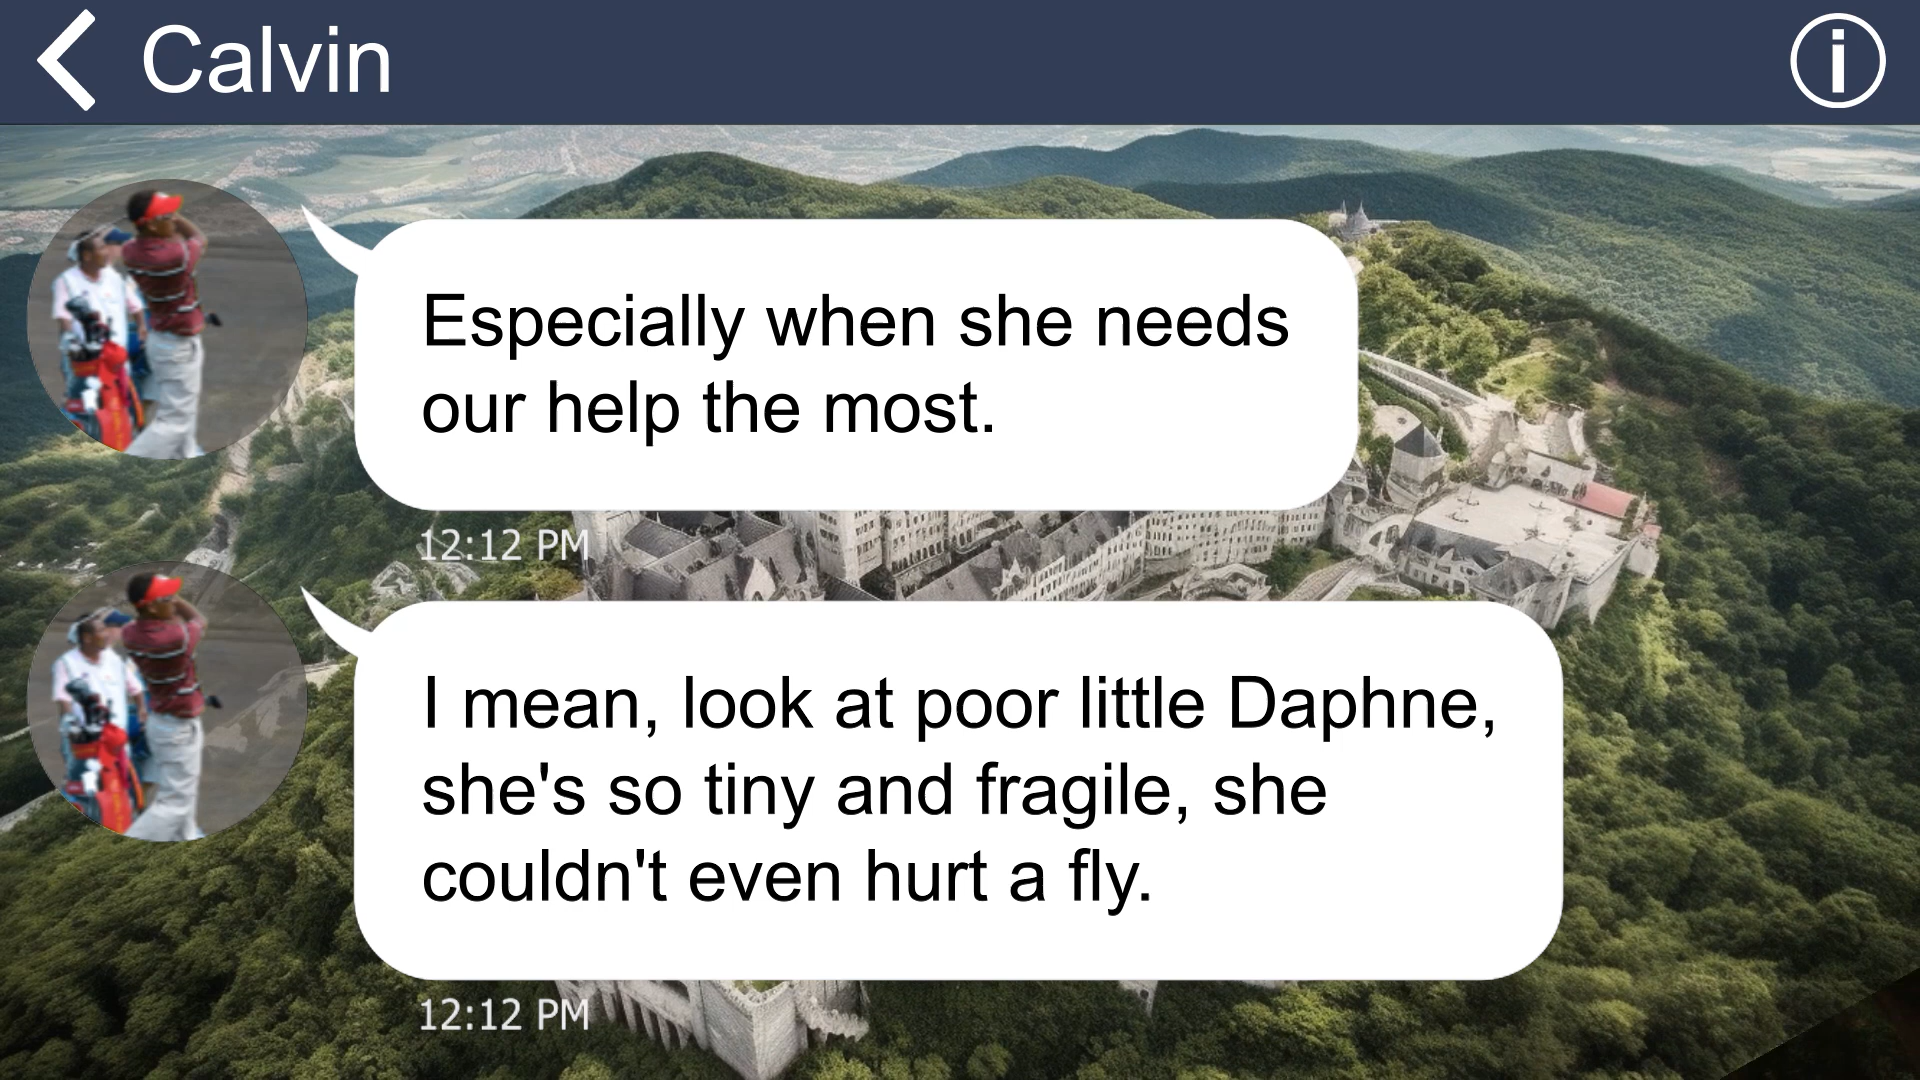 Calvin
Especially when she needs
our help the most.
12:12 PM
I mean, look at poor little Daphne,
she's so tiny and fragile, she
couldn't even hurt a fly.
12:12 PM